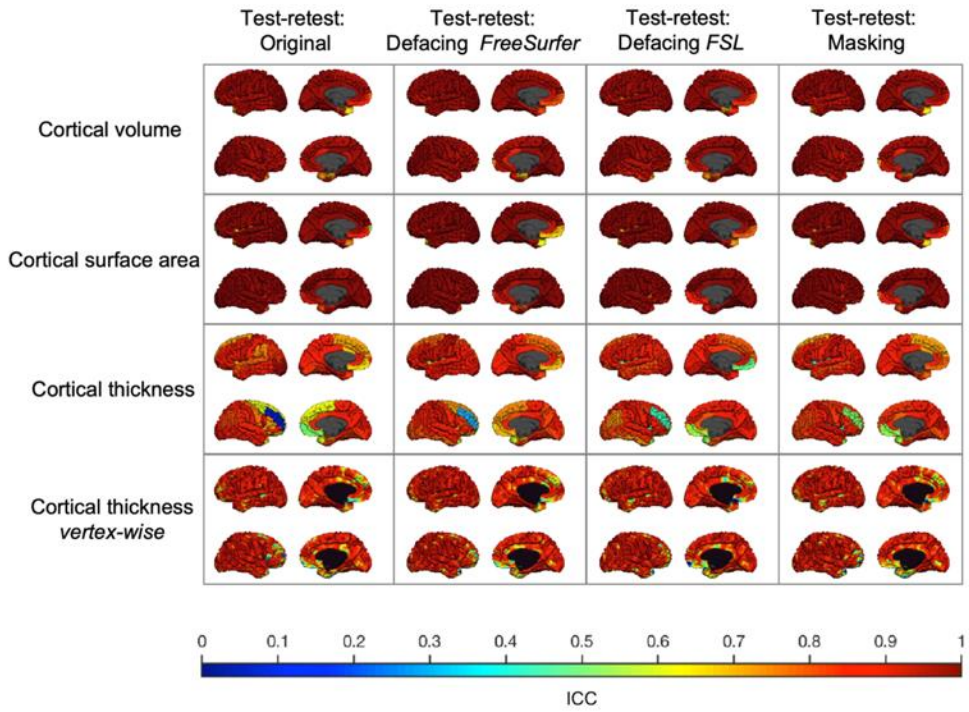 Test-retest:
Original
Test-retest:
Defacing FreeSurfer
Test-retest:
Defacing FSL
Test-retest:
Masking
Cortical volume
Cortical surface area
Cortical thickness
Cortical thickness
vertex-wise
0 0.1 0.2 0.3 0.4 0.5 0.6 0.7 0.8 0.9 1
ICC